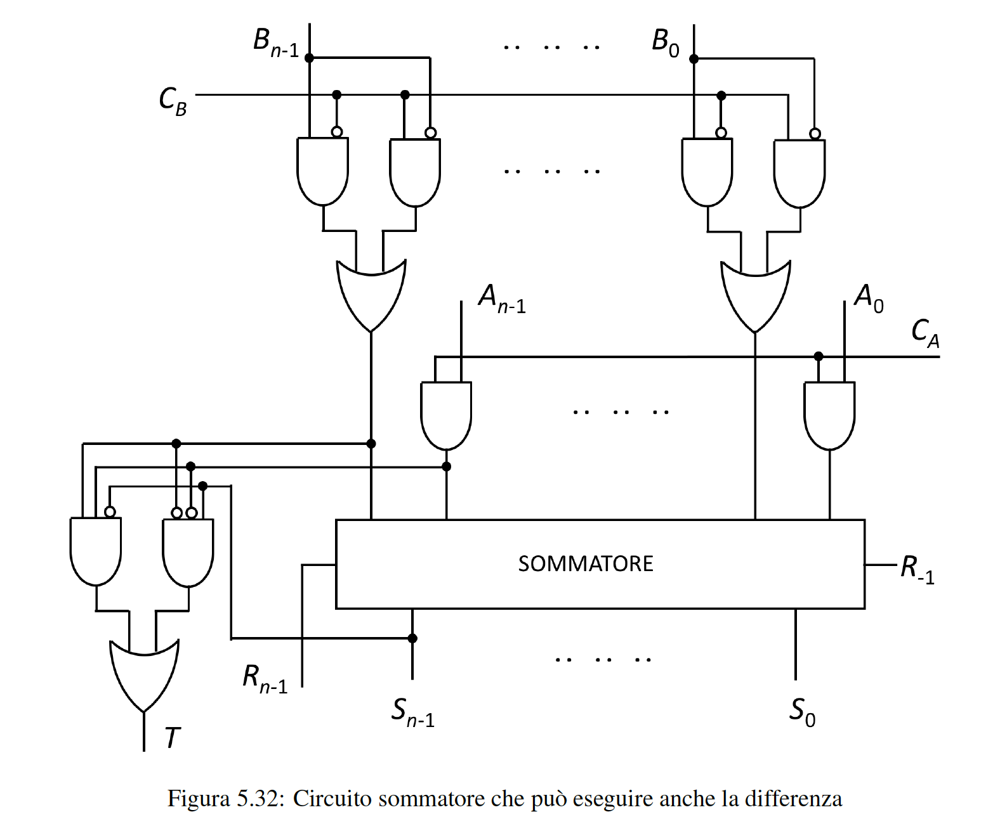 Bn-1
B0
CB
An-1
A0
CA
SOMMATORE
R-1
Rn-1
Sn-1
S0
T
Figura 5.32: Circuito sommatore che può eseguire anche la differenza